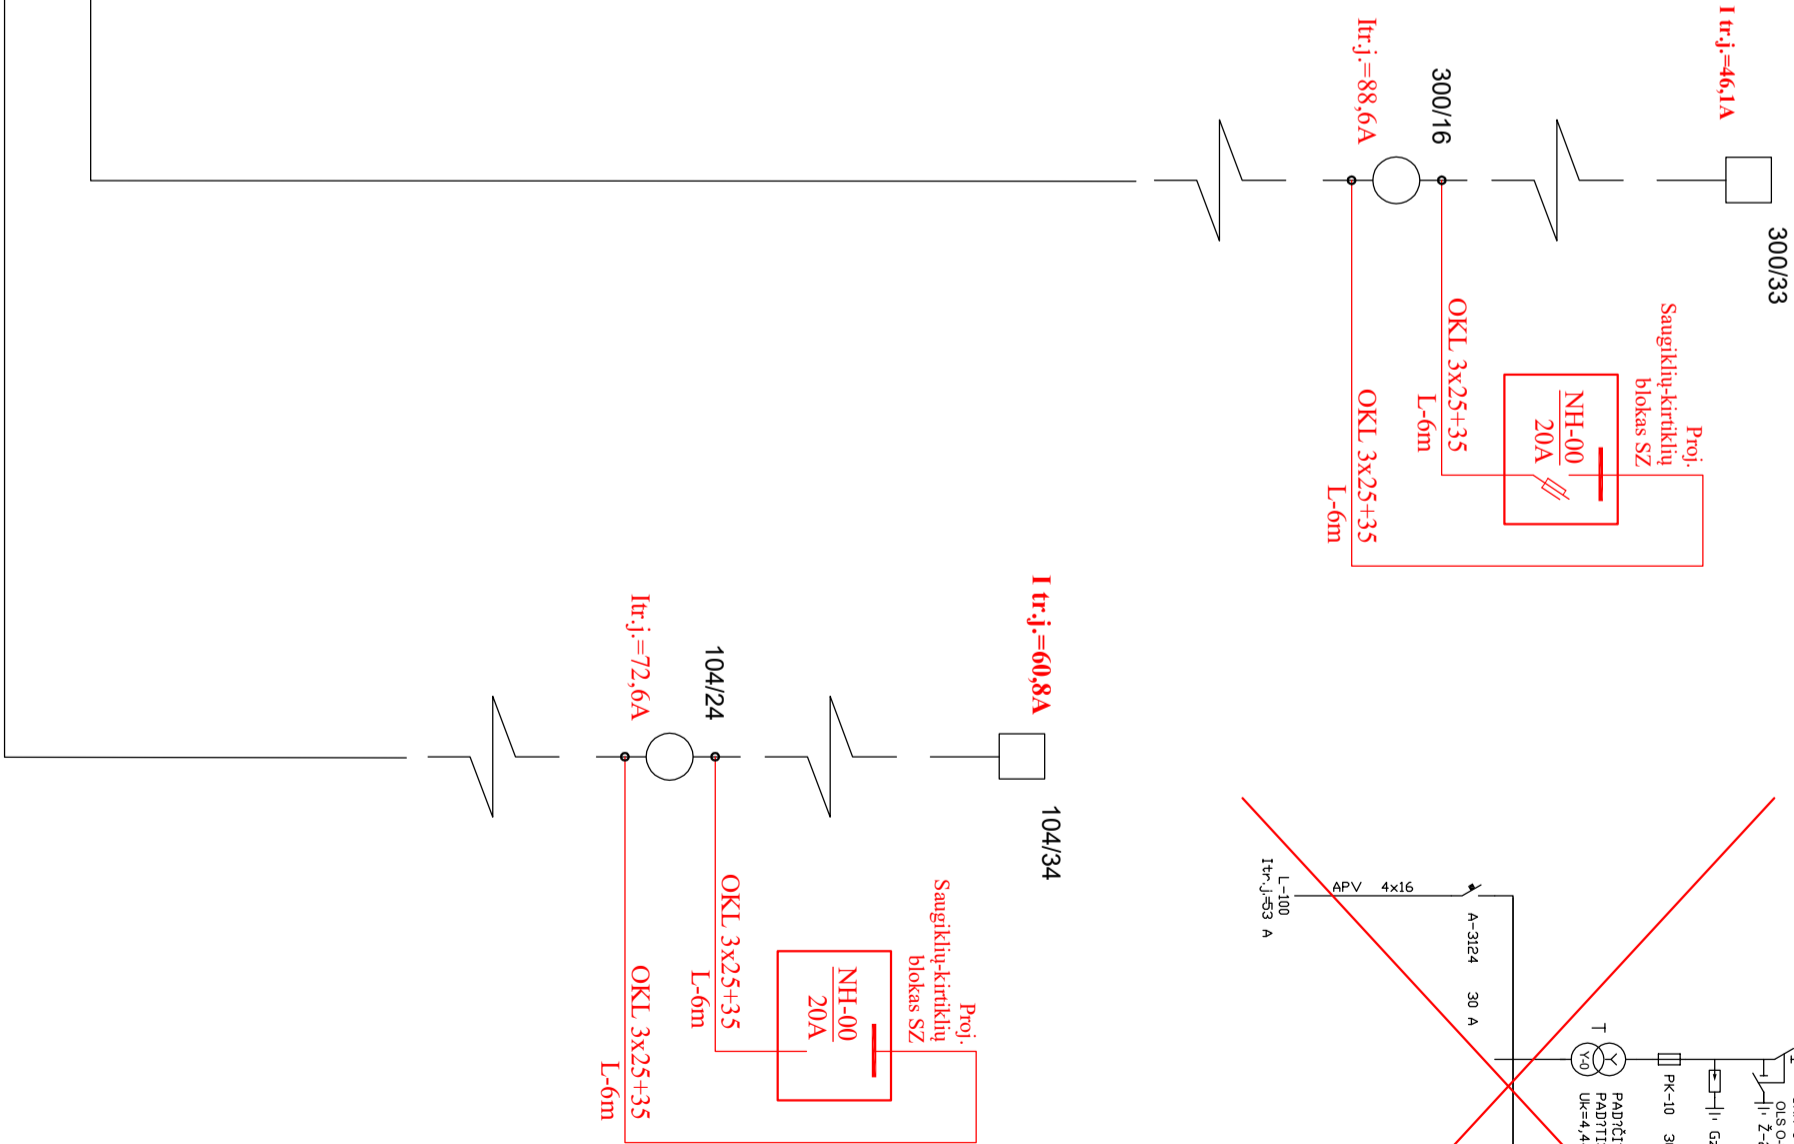 I tr.j.=46,1A
300/33
Itr.j.=88,6A
300/16
Proj.
Saugiklių-kirtiklių
blokas SZ
NH-00
20A
OKL 3x25+35
L-6m
OKL 3x25+35
L-6m
I tr.j.=60,8A
104/34
Itr.j.=72,6A
104/24
Proj.
Saugiklių-kirtiklių
blokas SZ
NH-00
20A
OKL 3x25+35
L-6m
OKL 3x25+35
L-6m
L-100
Itr.j.=53 A
APV 4x16
A-3124 30 A
T
Y
Y-0
PK-10